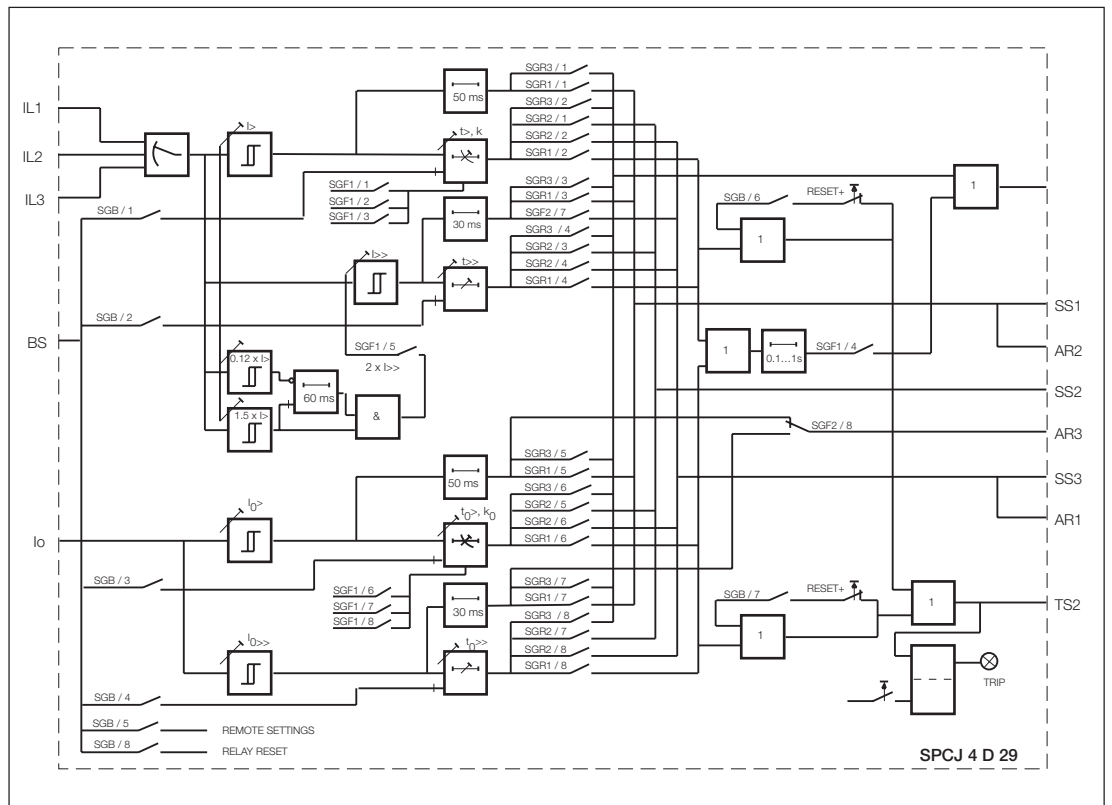 IL1
IL2
IL3
BS
Io
SGB / 1
SGB / 2
I>
50 ms
t>, k
SGF1 / 1
SGF1 / 2
SGF1 / 3
30 ms
I>>
t>>
SGF1 / 5
2 x I>>
0.12 x I>
1.5 x I>
60 ms
&
SGR3 / 1
SGR1 / 1
SGR3 / 2
SGR2 / 1
SGR2 / 2
SGR1 / 2
SGR3 / 3
SGR1 / 3
SGF2 / 7
SGR3 / 4
SGR2 / 3
SGR2 / 4
SGR1 / 4
SGB / 6
RESET+
1
1
1
0.1...1s
SGF1 / 4
SS1
AR2
SS2
SGF2 / 8
AR3
SS3
AR1
50 ms
I0>
t0>, k0
SGB / 3
SGF1 / 6
SGF1 / 7
SGF1 / 8
30 ms
I0>>
t0>>
SGR3 / 5
SGR1 / 5
SGR3 / 6
SGR2 / 5
SGR2 / 6
SGR1 / 6
SGR3 / 7
SGR1 / 7
SGR3 / 8
SGR2 / 7
SGR2 / 8
SGR1 / 8
SGB / 7
RESET+
1
1
TS2
TRIP
SGB / 4
SGB / 5
REMOTE SETTINGS
SGB / 8
RELAY RESET
SPCJ 4 D 29